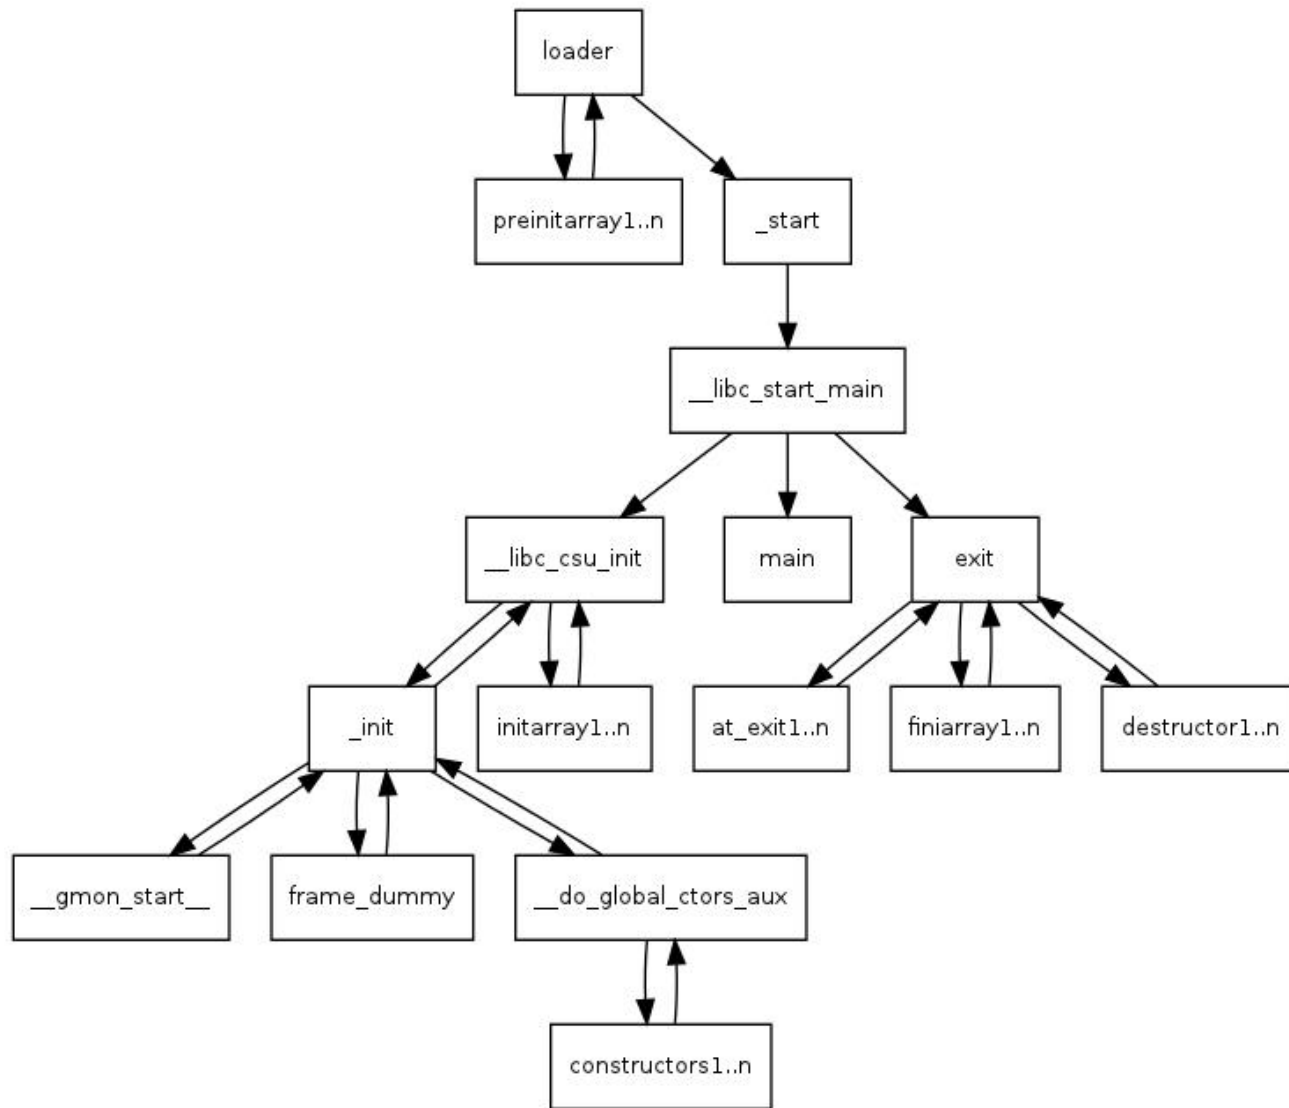 loader
preinitarray1..n
_start
__libc_start_main
__libc_csu_init
main
exit
_init
initarray1..n
at_exit1..n
finiarray1..n
destructor1..n
__gmon_start__
frame_dummy
__do_global_ctors_aux
constructors1..n